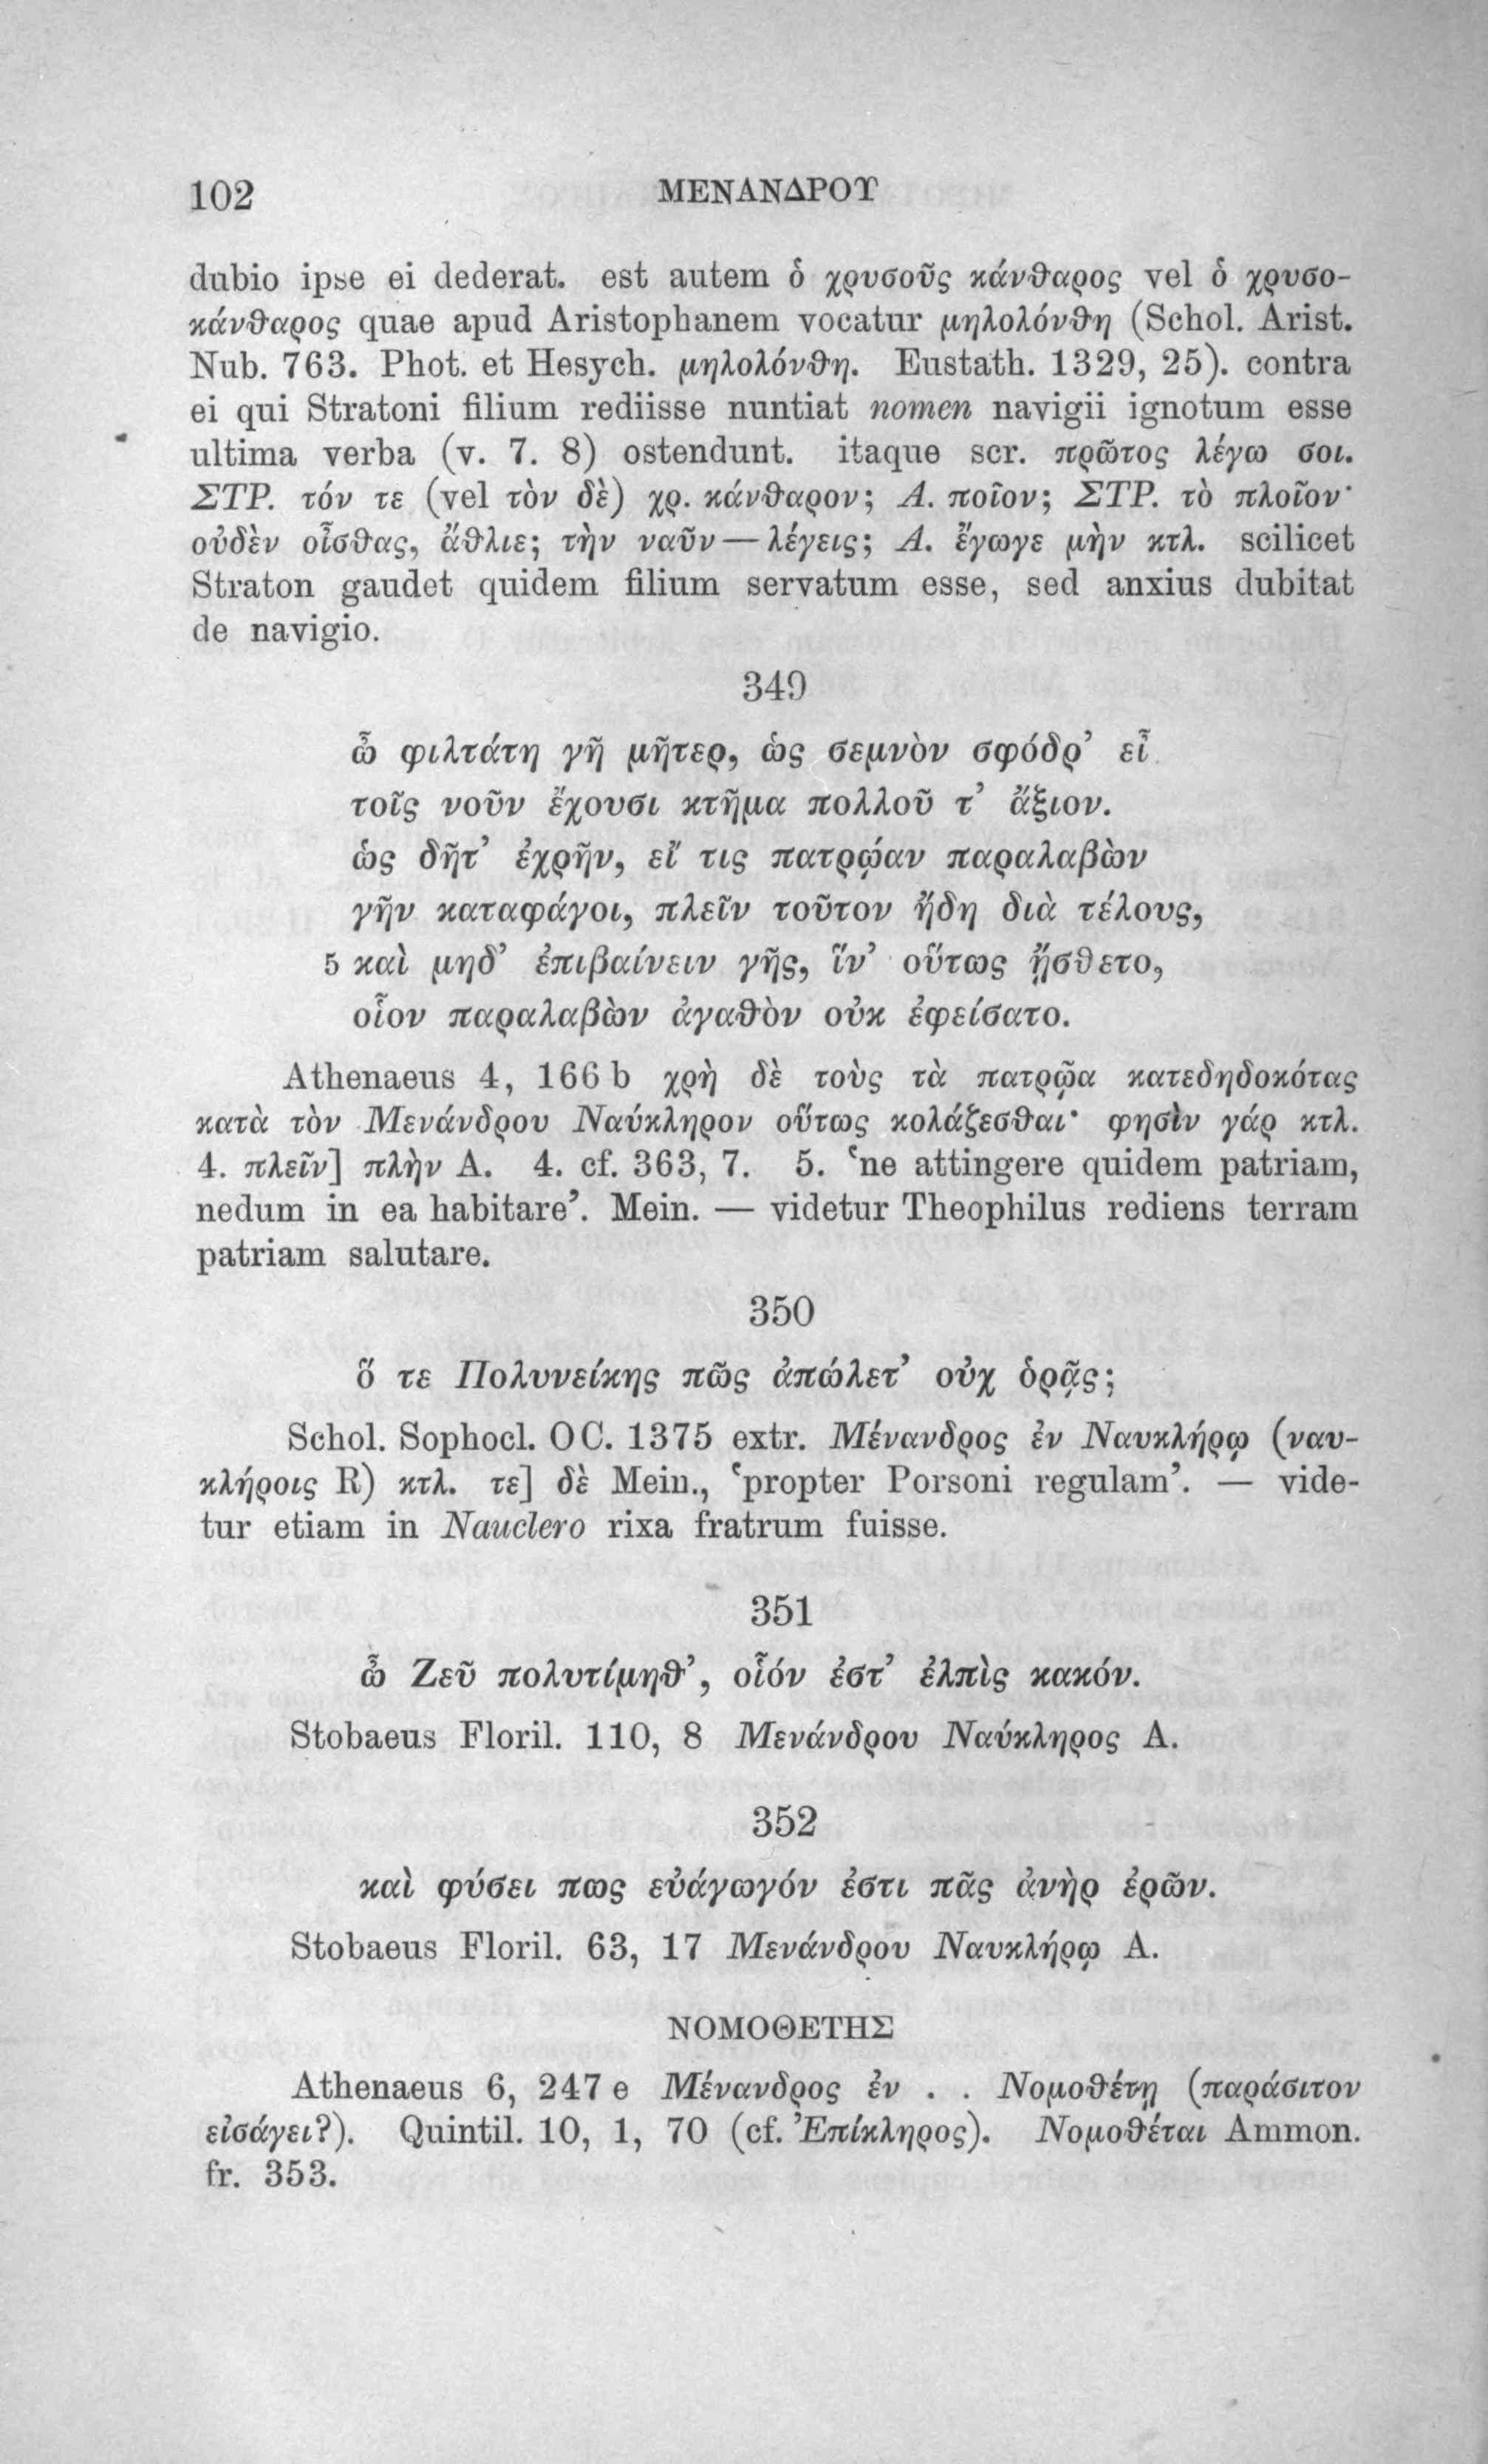 102
ΜΕΝΑΝΔΡΟΥ
dubio ipse ei dederat. est autem ὁ χρυσοῦς κάνθαρος vel ὁ χρυσο-
κάνθαρος quae apud Aristophanem vocatur μηλολόνθη (Schol. Arist.
Nub. 763. Phot. et Hesych. μηλολόνθη. Eustath. 1329, 25). contra
ei qui Stratoni filium rediisse nuntiat nomen navigii ignotum esse
ultima verba (v. 7. 8) ostendunt. itaque scr. πρῶτος λέγω σοι.
ΣΤΡ. τόν τε (vel τὸν δὲ) χρ. κάνθαρον; Α. ποῖον; ΣΤΡ. τὸ πλοῖον·
οὐδὲν οἶσθας, ἄθλιε; τὴν ναῦν — λέγεις; Α. ἔγωγε μὴν κτλ. scilicet
Straton gaudet quidem filium servatum esse, sed anxius dubitat
de navigio.
349
ὦ φιλτάτη γῆ μῆτερ, ὡς σεμνὸν σφόδρ’ εἶ
τοῖς νοῦν ἔχουσι κτῆμα πολλοῦ τ’ ἄξιον.
ὡς δῆτ’ ἐχρῆν, εἴ τις πατρῴαν παραλαβὼν
γῆν καταφάγοι, πλεῖν τοῦτον ἤδη διὰ τέλους,
5 καὶ μηδ’ ἐπιβαίνειν γῆς, ἵν’ οὕτως ᾔσθετο,
οἷον παραλαβὼν ἀγαθὸν οὐκ ἐφείσατο.
Athenaeus 4, 166 b χρὴ δὲ τοὺς τὰ πατρῷα κατεδηδοκότας
κατὰ τὸν Μενάνδρου Ναύκληρον οὕτως κολάζεσθαι· φησὶν γάρ κτλ.
4. πλεῖν] πλὴν A. 4. cf. 363, 7. 5. ‘ne attingere quidem patriam,
nedum in ea habitare’. Mein. — videtur Theophilus rediens terram
patriam salutare.
350
ὅ τε Πολυνείκης πῶς ἀπώλετ’ οὐχ ὁρᾷς;
Schol. Sophocl. OC. 1375 extr. Μένανδρος ἐν Ναυκλήρῳ (ναυ-
κλήροις R) κτλ. τε] δὲ Mein., ‘propter Porsoni regulam’. — vide-
tur etiam in Nauclero rixa fratrum fuisse.
351
ὦ Ζεῦ πολυτίμηθ’, οἷόν ἐστ’ ἐλπὶς κακόν.
Stobaeus Floril. 110, 8 Μενάνδρου Ναύκληρος A.
352
καὶ φύσει πως εὐάγωγόν ἐστι πᾶς ἀνὴρ ἐρῶν.
Stobaeus Floril. 63, 17 Μενάνδρου Ναυκλήρῳ A.
ΝΟΜΟΘΕΤΗΣ
Athenaeus 6, 247 e Μένανδρος ἐν . . Νομοθέτῃ (παράσιτον
εἰσάγει?). Quintil. 10, 1, 70 (cf. Ἐπίκληρος). Νομοθέται Ammon.
fr. 353.